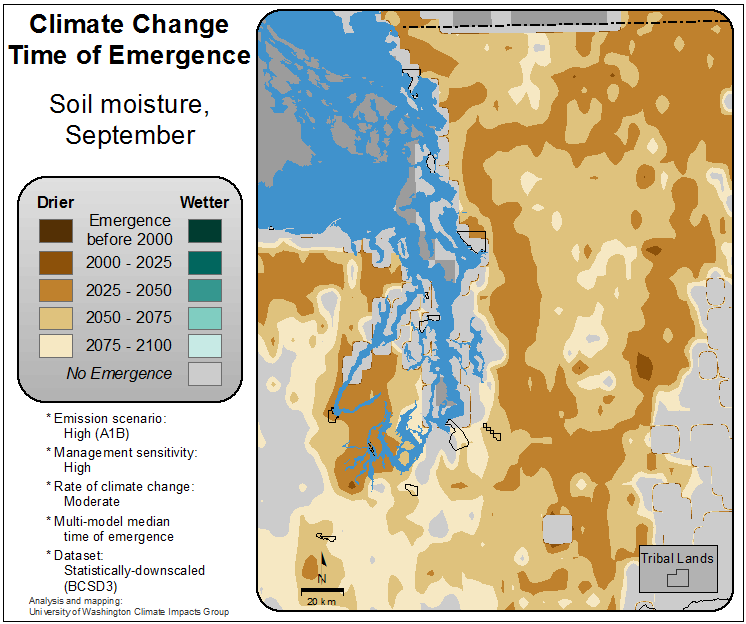 Climate Change
Time of Emergence
Soil moisture,
September
Drier Wetter
Emergence
before 2000
2000 - 2025
2025 - 2050
2050 - 2075
2075 - 2100
No Emergence
* Emission scenario:
High (A1B)
* Management sensitivity:
High
* Rate of climate change:
Moderate
* Multi-model median
time of emergence
* Dataset:
Statistically-downscaled
(BCSD3)
Analysis and mapping:
University of Washington Climate Impacts Group
N
20 km
Tribal Lands